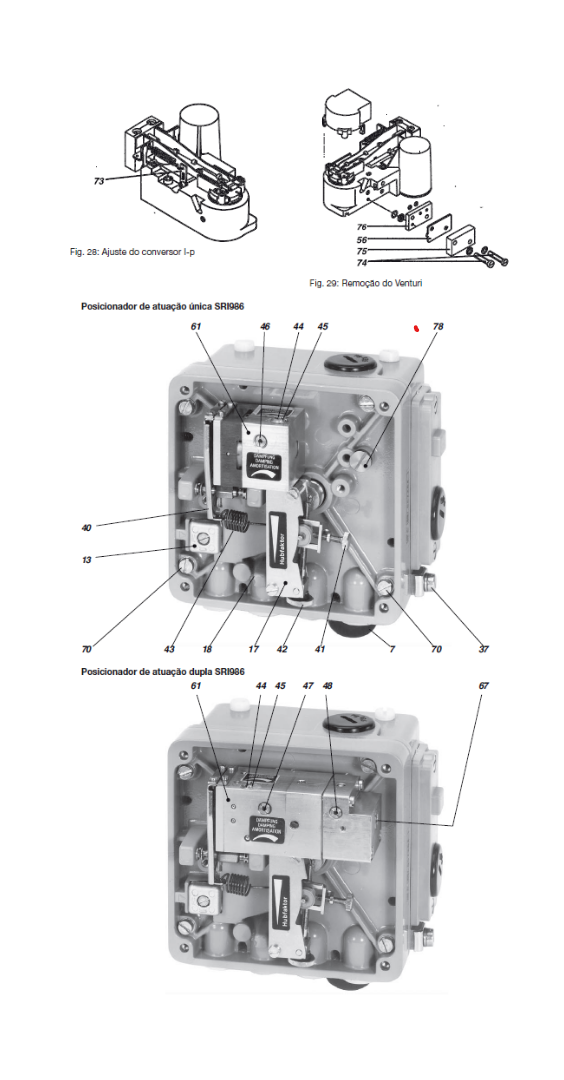 73
76
56
75
74
Fig. 28: Ajuste do conversor I-p
Fig. 29: Remoção do Venturi
Posicionador de atuação única SRI986
61 46 44 45 78
DÄMPFUNG
DAMPING
AMORTISATION
40
Hubfaktor
13
70 43 18 17 42 41 7 70 37
Posicionador de atuação dupla SRI986
61 44 45 47 48 67
DÄMPFUNG
DAMPING
AMORTISATION
Hubfaktor